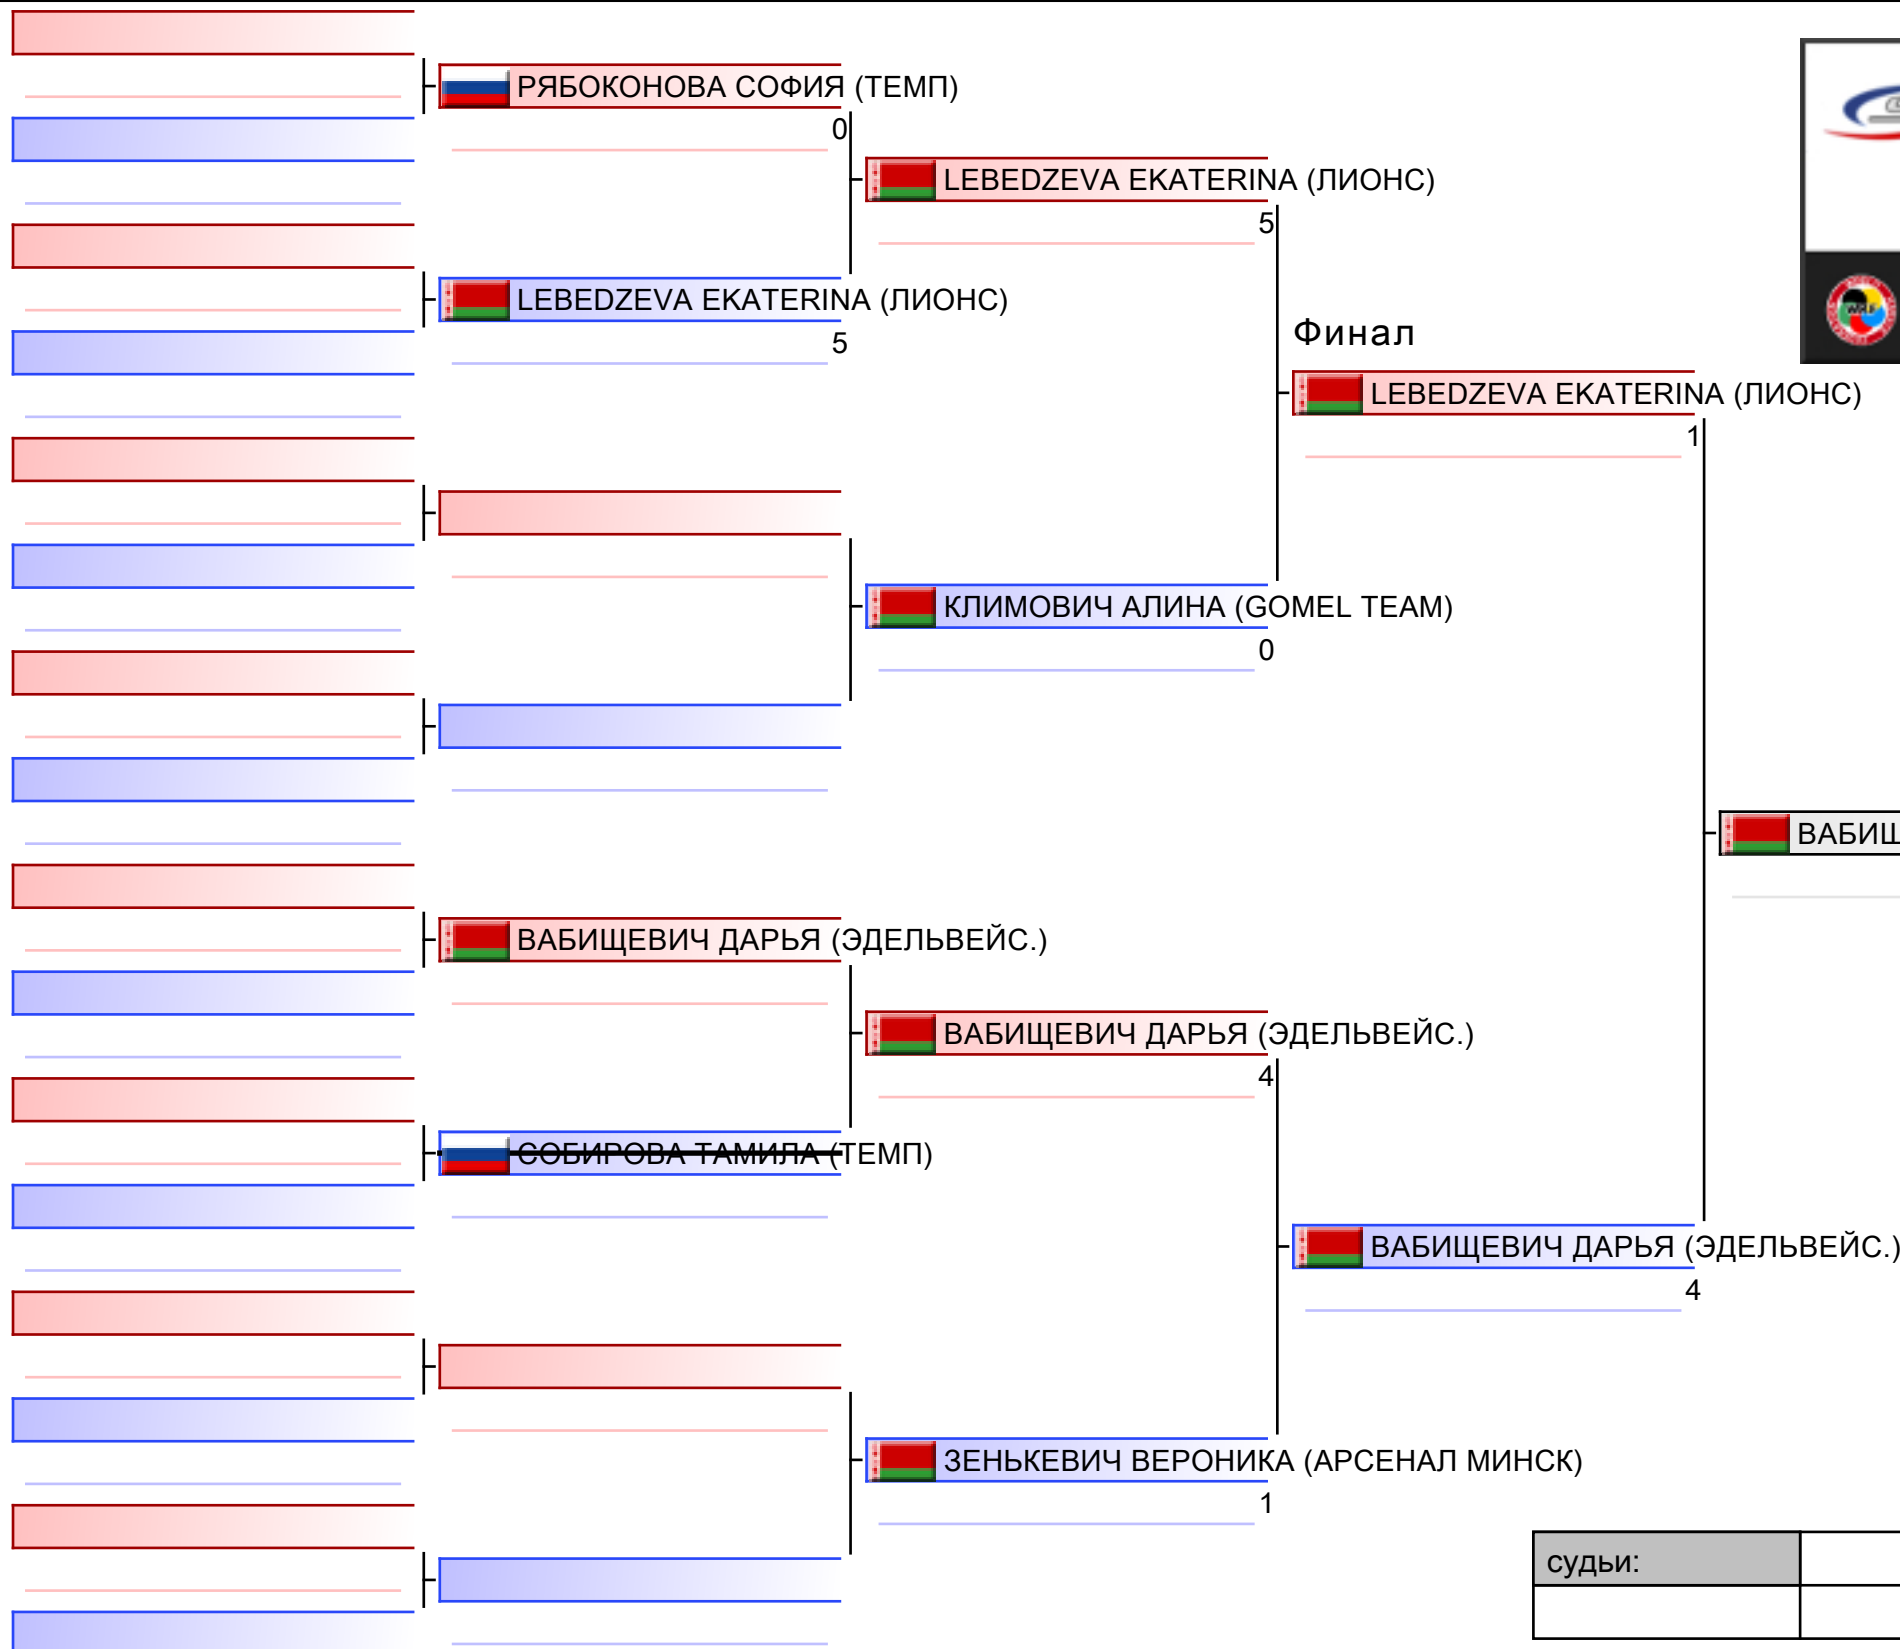 РЯБОКОНОВА СОФИЯ (ТЕМП)
0
LEBEDZEVA EKATERINA (ЛИОНС)
5
LEBEDZEVA EKATERINA (ЛИОНС)
5
Финал
LEBEDZEVA EKATERINA (ЛИОНС)
1
КЛИМОВИЧ АЛИНА (GOMEL TEAM)
0
ВАБИЩ
ВАБИЩЕВИЧ ДАРЬЯ (ЭДЕЛЬВЕЙС.)
ВАБИЩЕВИЧ ДАРЬЯ (ЭДЕЛЬВЕЙС.)
4
СОБИРОВА ТАМИЛА (ТЕМП)
ВАБИЩЕВИЧ ДАРЬЯ (ЭДЕЛЬВЕЙС.)
4
ЗЕНЬКЕВИЧ ВЕРОНИКА (АРСЕНАЛ МИНСК)
1
судьи: